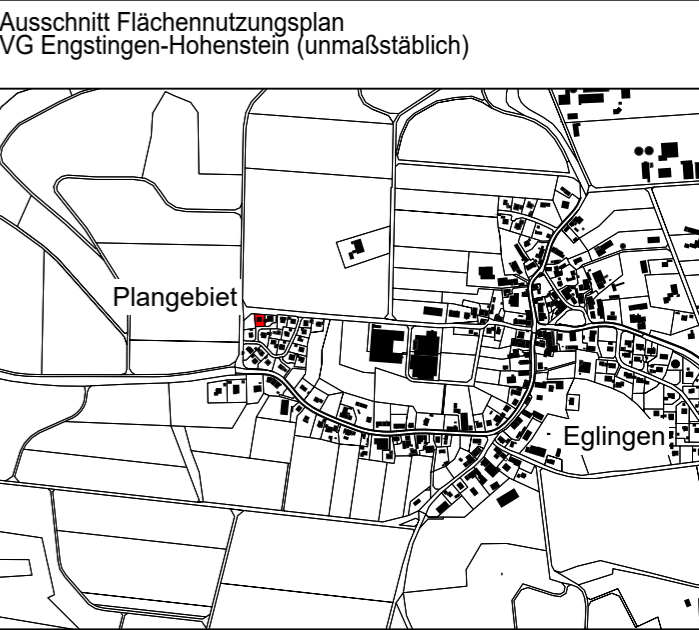 Ausschnitt Flächennutzungsplan
VG Engstingen-Hohenstein (unmaßstäblich)
Plangebiet
Eglingen